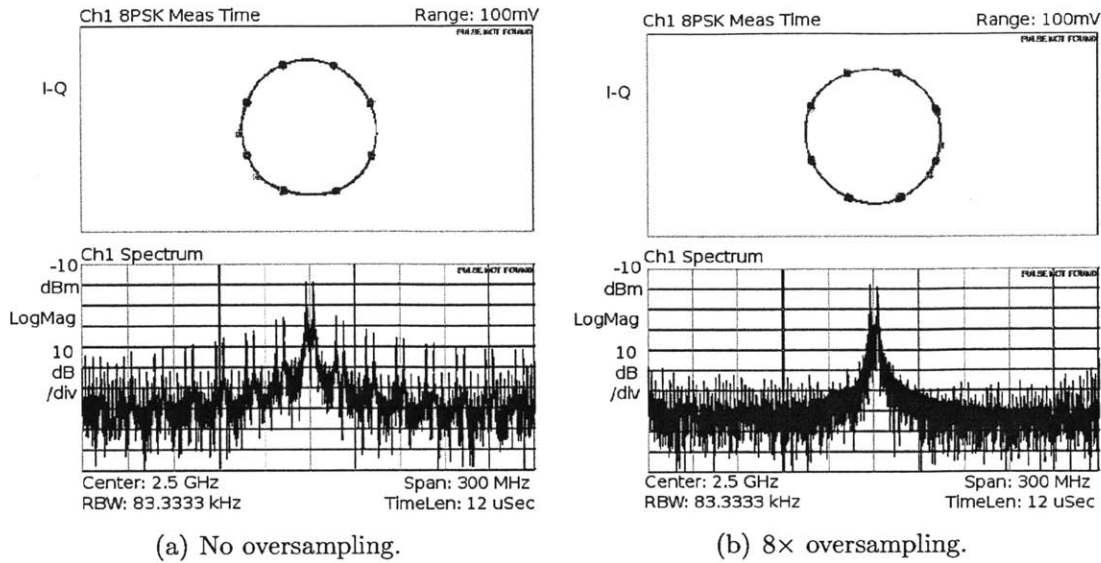 Ch1 8PSK Meas Time Range: 100mV
PULSE NOT FOUND
I-Q
Ch1 Spectrum
PULSE NOT FOUND
-10
dBm
LogMag
10
dB
/div
Center: 2.5 GHz Span: 300 MHz
RBW: 83.3333 kHz TimeLen: 12 uSec
(a) No oversampling.
Ch1 8PSK Meas Time Range: 100mV
PULSE NOT FOUND
I-Q
Ch1 Spectrum
PULSE NOT FOUND
-10
dBm
LogMag
10
dB
/div
Center: 2.5 GHz Span: 300 MHz
RBW: 83.3333 kHz TimeLen: 12 uSec
(b) 8× oversampling.